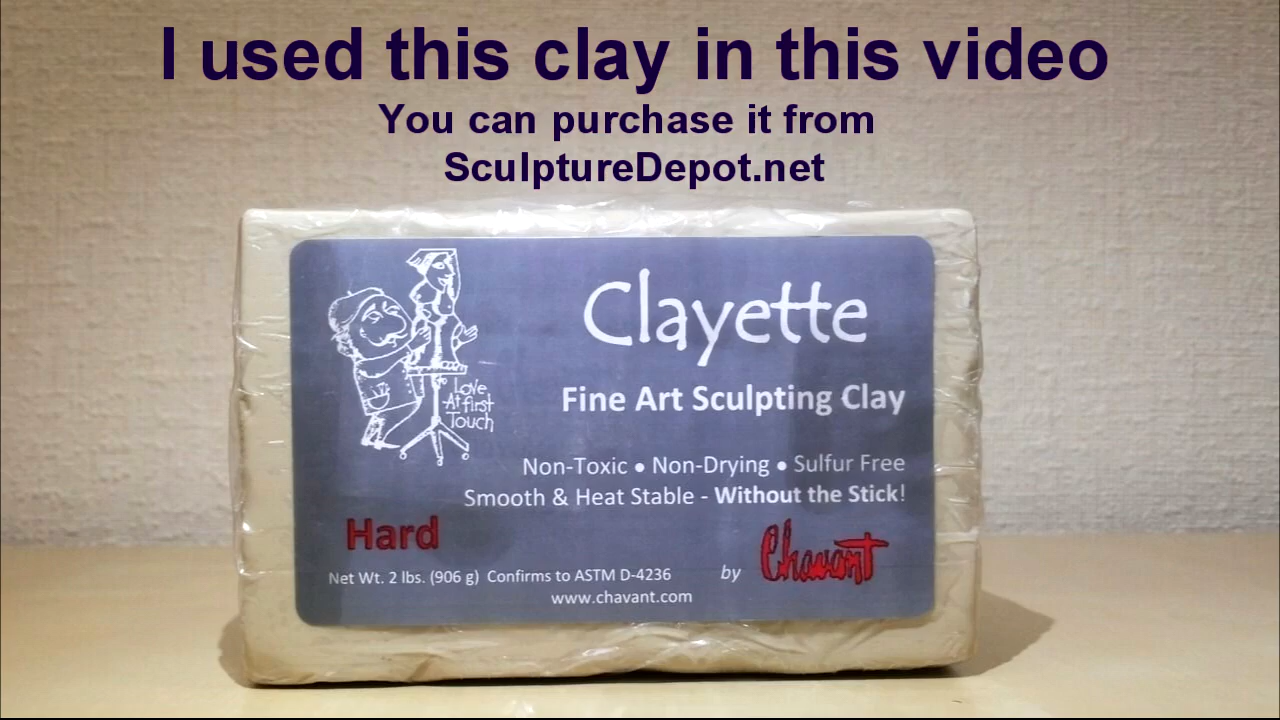 I used this clay in this video
You can purchase it from
SculptureDepot.net
Clayette
Love
At first
Touch
Fine Art Sculpting Clay
Non-Toxic ● Non-Drying ● Sulfur Free
Smooth & Heat Stable - Without the Stick!
Hard
Net Wt. 2 lbs. (906 g) Confirms to ASTM D-4236
by Chavant
www.chavant.com